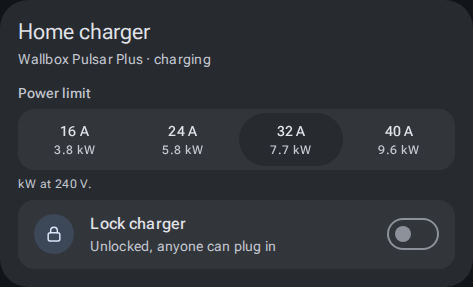 Home charger
Wallbox Pulsar Plus · charging
Power limit
16 A 24 A 32 A 40 A
3.8 kW 5.8 kW 7.7 kW 9.6 kW
kW at 240 V.
Lock charger
Unlocked, anyone can plug in